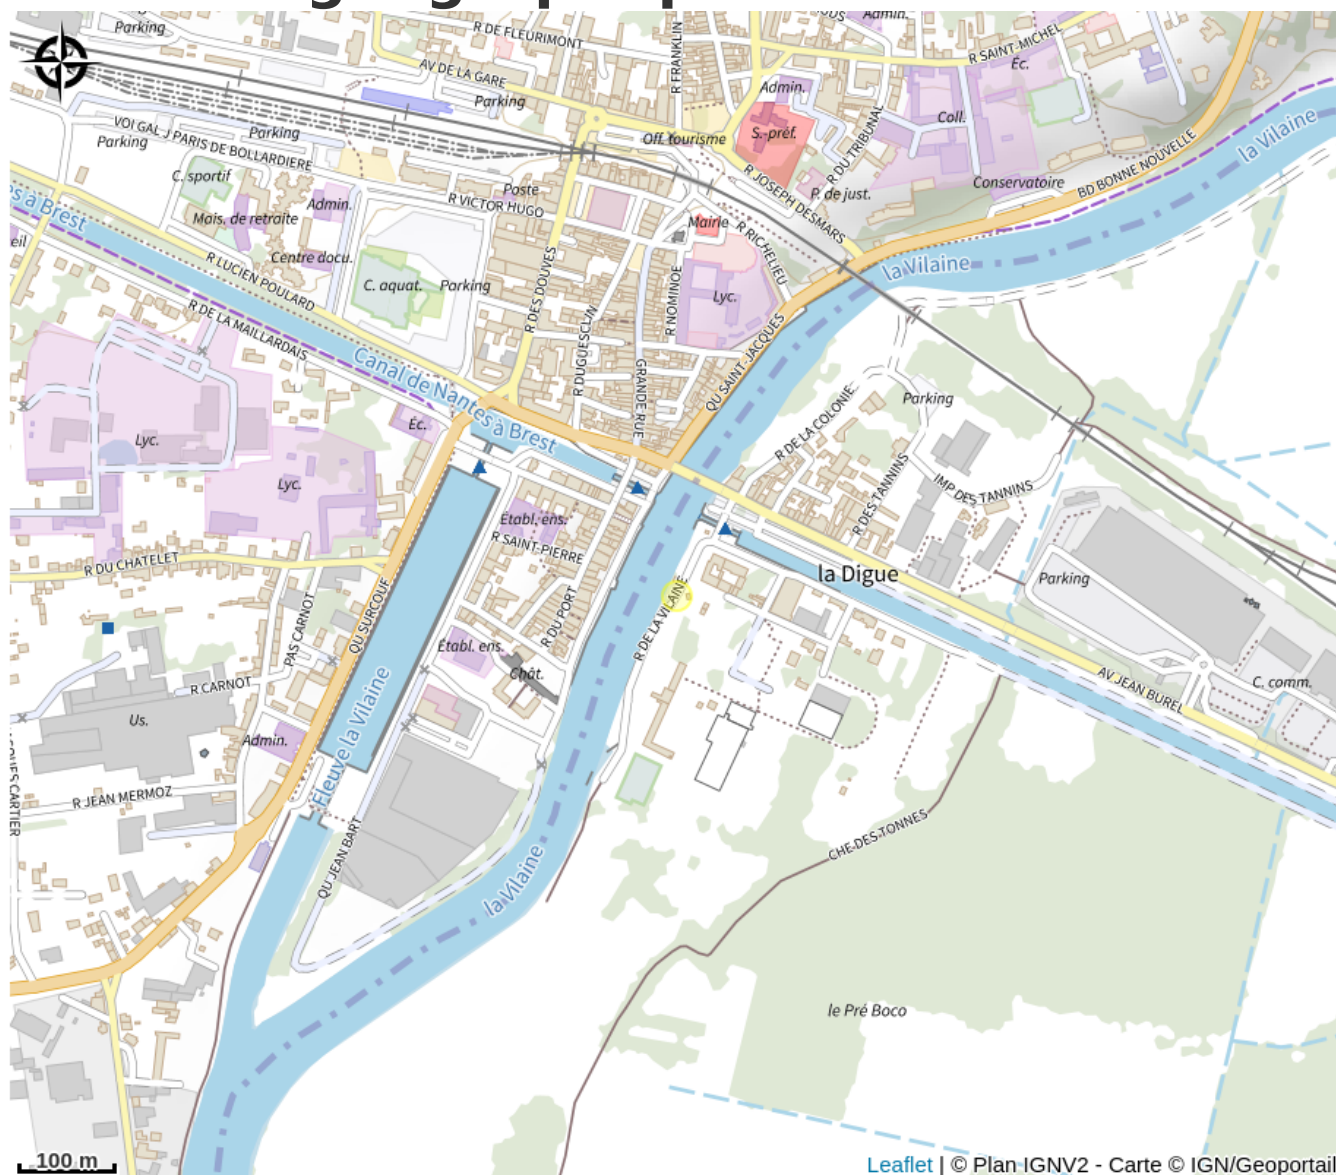 Parking
R DE FLEURIMONT
R FRANKLIN
Admin.
R SAINT-MICHEL
Éc.
AV DE LA GARE
Parking
Admin.
Coll.
la Vilaine
VOI GAL J PARIS DE BOLLARDIERE
Parking
Parking
Off. tourisme
S.-préf.
R DU TRIBUNAL
C. sportif
Poste
R JOSEPH DESMARS
P. de just.
Conservatoire
BD BONNE NOUVELLE
Admin.
R VICTOR HUGO
Mais. de retraite
Mairie
R RICHELIEU
Centre docu.
R LUCIEN POULARD
C. aquat.
Parking
R DES DOUVES
R NOMINOE
Lyc.
la Vilaine
R DE LA MAILLARDAIS
R DUGUESCLIN
GRANDE RUE
QU SAINT-JACQUES
Canal de Nantes à Brest
Parking
R DE LA COLONIE
Éc.
Lyc.
Lyc.
IMP DES TANNINS
R DES TANNINS
Etabl. ens.
R SAINT-PIERRE
R DU CHATELET
la Digue
Parking
QU SURCOUF
R DU PORT
R DE LA VILAINE
PAS CARNOT
Établ. ens.
Chât.
R CARNOT
AV JEAN BUREL
C. comm.
Us.
Admin.
Fleuve la Vilaine
R JEAN MERMOZ
QU JEAN BART
la Vilaine
CHE DES TONNES
le Pré Boco
100 m
Leaflet | © Plan IGNV2 - Carte © IGN/Geoportail